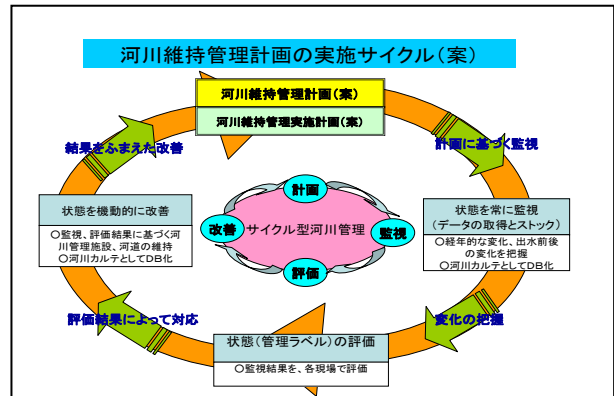 河川維持管理計画の実施サイクル（案）
河川維持管理計画（案）
河川維持管理実施計画（案）
結果をふまえた改善
計画に基づく監視
計画
状態を機動的に改善
○監視、評価結果に基づく河
川管理施設、河道の維持
○河川カルテとしてDB化
改善
サイクル型河川管理
監視
状態を常に監視
（データの取得とストック）
○経年的な変化、出水前後
の変化を把握
○河川カルテとしてDB化
評価
評価結果によって対応
変化の把握
状態（管理ラベル）の評価
○監視結果を、各現場で評価